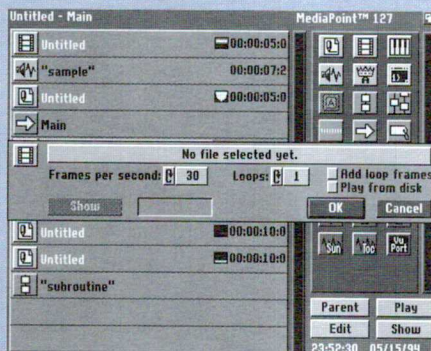 Untitled - Main
MediaPoint™ 127
Untitled 00:00:05:0
"sample" 00:00:07:2
Untitled 00:00:05:0
Main
No file selected yet.
Frames per second: 30 Loops: 1 Add loop frames
Play from disk
Show OK Cancel
Untitled 00:00:10:0
Untitled 00:00:10:0
"subroutine"
Sun Toc Vu Port
Parent Play
Edit Show
23:52:30 05/15/94